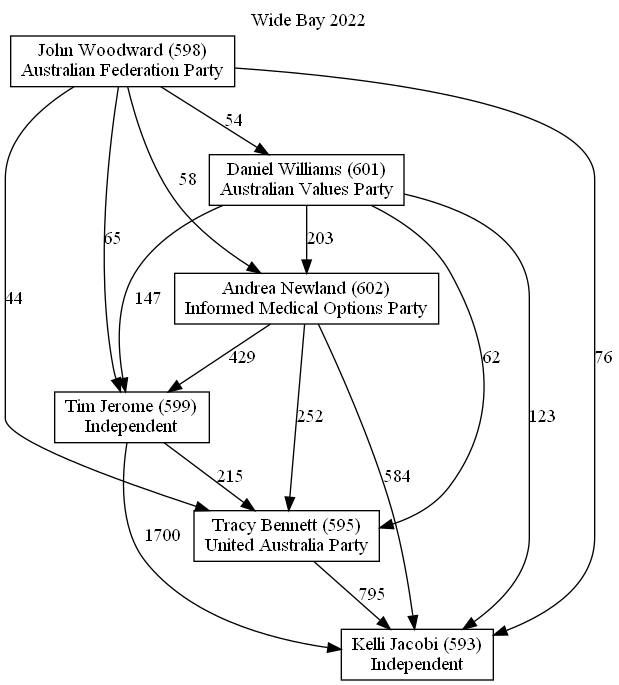 Wide Bay 2022
John Woodward (598)
Australian Federation Party
54
Daniel Williams (601)
Australian Values Party
58
65
203
44
147
Andrea Newland (602)
Informed Medical Options Party
429
62
76
Tim Jerome (599)
Independent
252
123
215
584
Tracy Bennett (595)
United Australia Party
1700
795
Kelli Jacobi (593)
Independent